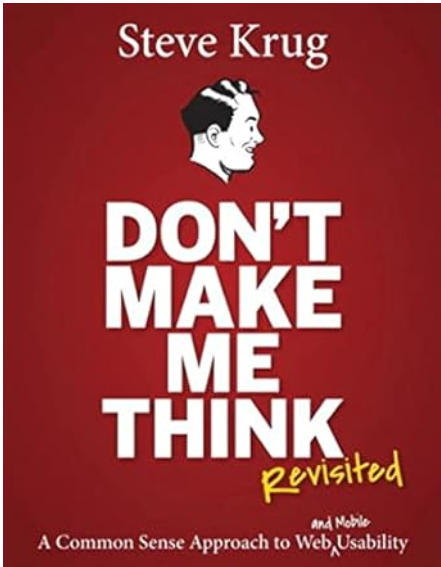 Steve Krug
DON'T
MAKE
ME
THINK
Revisited
and Mobile
A Common Sense Approach to Web Usability